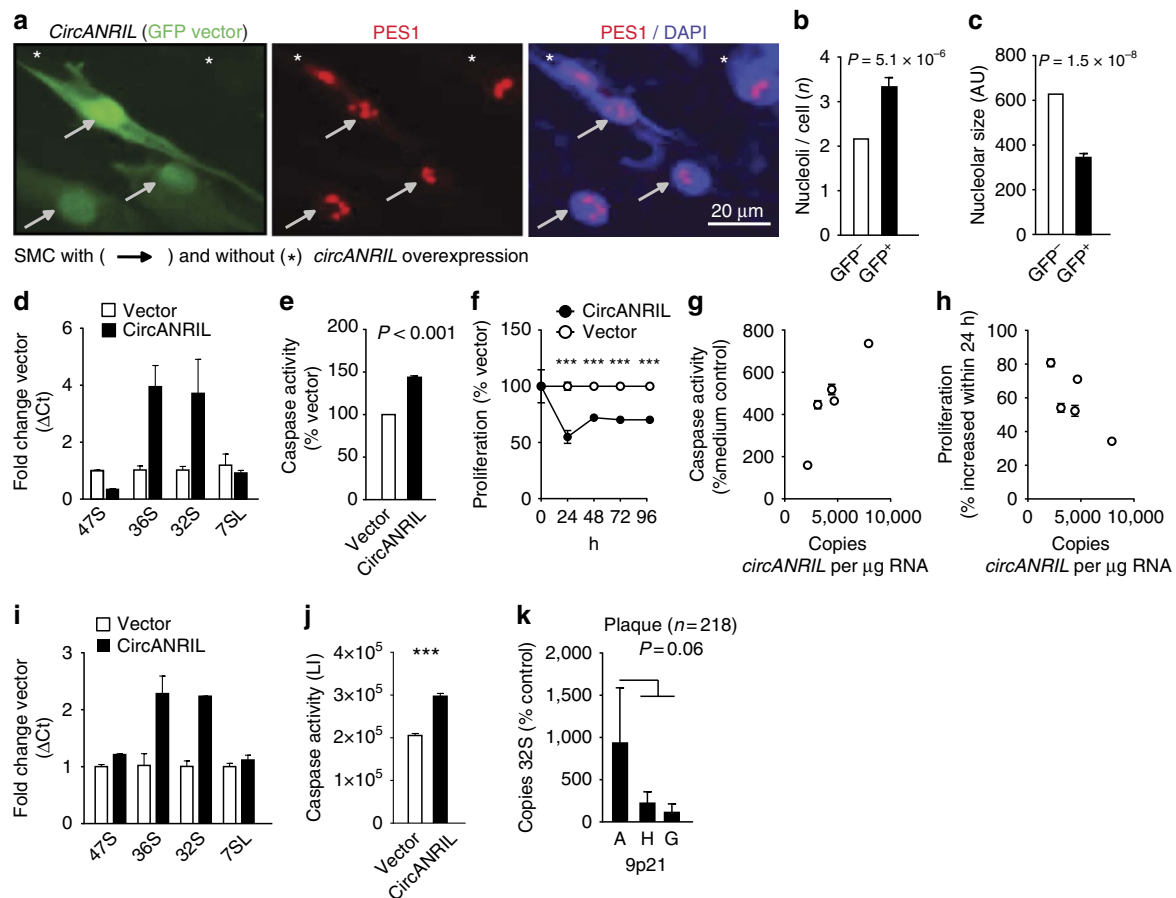 a
CircANRIL (GFP vector)
PES1
PES1 / DAPI
* *
* *
* *
20 µm
SMC with ( ) and without (*) circANRIL overexpression
b
Nucleoli / cell (n)
P = 5.1 × 10⁻⁶
4
3
2
1
0
GFP⁻
GFP⁺
c
Nucleolar size (AU)
P = 1.5 × 10⁻⁸
800
600
400
200
0
GFP⁻
GFP⁺
d
Vector
CircANRIL
Fold change vector
(ΔCt)
6
4
2
0
47S
36S
32S
7SL
e
Caspase activity
(% vector)
P < 0.001
200
150
100
50
0
Vector
CircANRIL
f
CircANRIL
Vector
Proliferation (% vector)
150
100
50
0
*** *** *** ***
0 24 48 72 96
h
g
Caspase activity
(%medium control)
800
600
400
200
0
0 5,000 10,000
Copies
circANRIL per µg RNA
h
Proliferation
(% increased within 24 h)
100
80
60
40
20
0
0 5,000 10,000
Copies
circANRIL per µg RNA
i
Vector
CircANRIL
Fold change vector
(ΔCt)
3
2
1
0
47S
36S
32S
7SL
j
Caspase activity (LI)
***
4×10⁵
3×10⁵
2×10⁵
1×10⁵
0
Vector
CircANRIL
k
Plaque (n = 218)
P = 0.06
Copies 32S (% control)
2,000
1,500
1,000
500
0
A H G
9p21